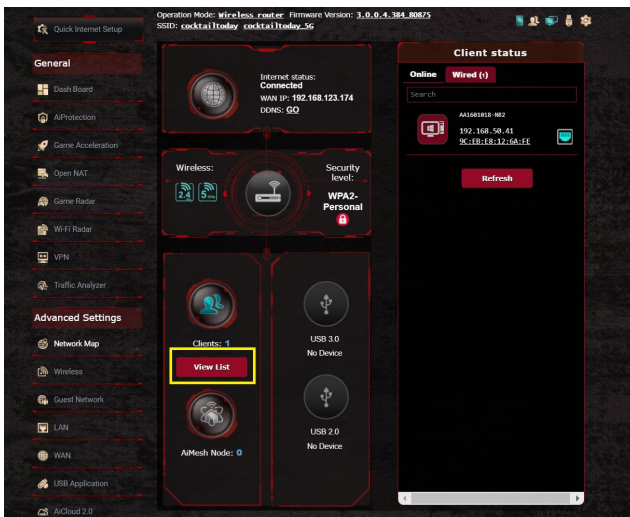 Quick Internet Setup
Operation Mode: Wireless router Firmware Version: 3.0.0.4.384_80875
SSID: cocktailtoday cocktailtoday_5G
General
Dash Board
AiProtection
Game Acceleration
Open NAT
Game Radar
Wi-Fi Radar
VPN
Traffic Analyzer
Advanced Settings
Network Map
Wireless
Guest Network
LAN
WAN
USB Application
AiCloud 2.0
Internet status:
Connected
WAN IP: 192.168.123.174
DDNS: GO
Wireless:
2.4
5
Security
level:
WPA2-
Personal
Clients: 1
View List
AiMesh Node: 0
USB 3.0
No Device
USB 2.0
No Device
Client status
Online Wired (1)
Search
AA1601018-NB2
192.168.50.41
9C:EB:E8:12:6A:FE
Refresh